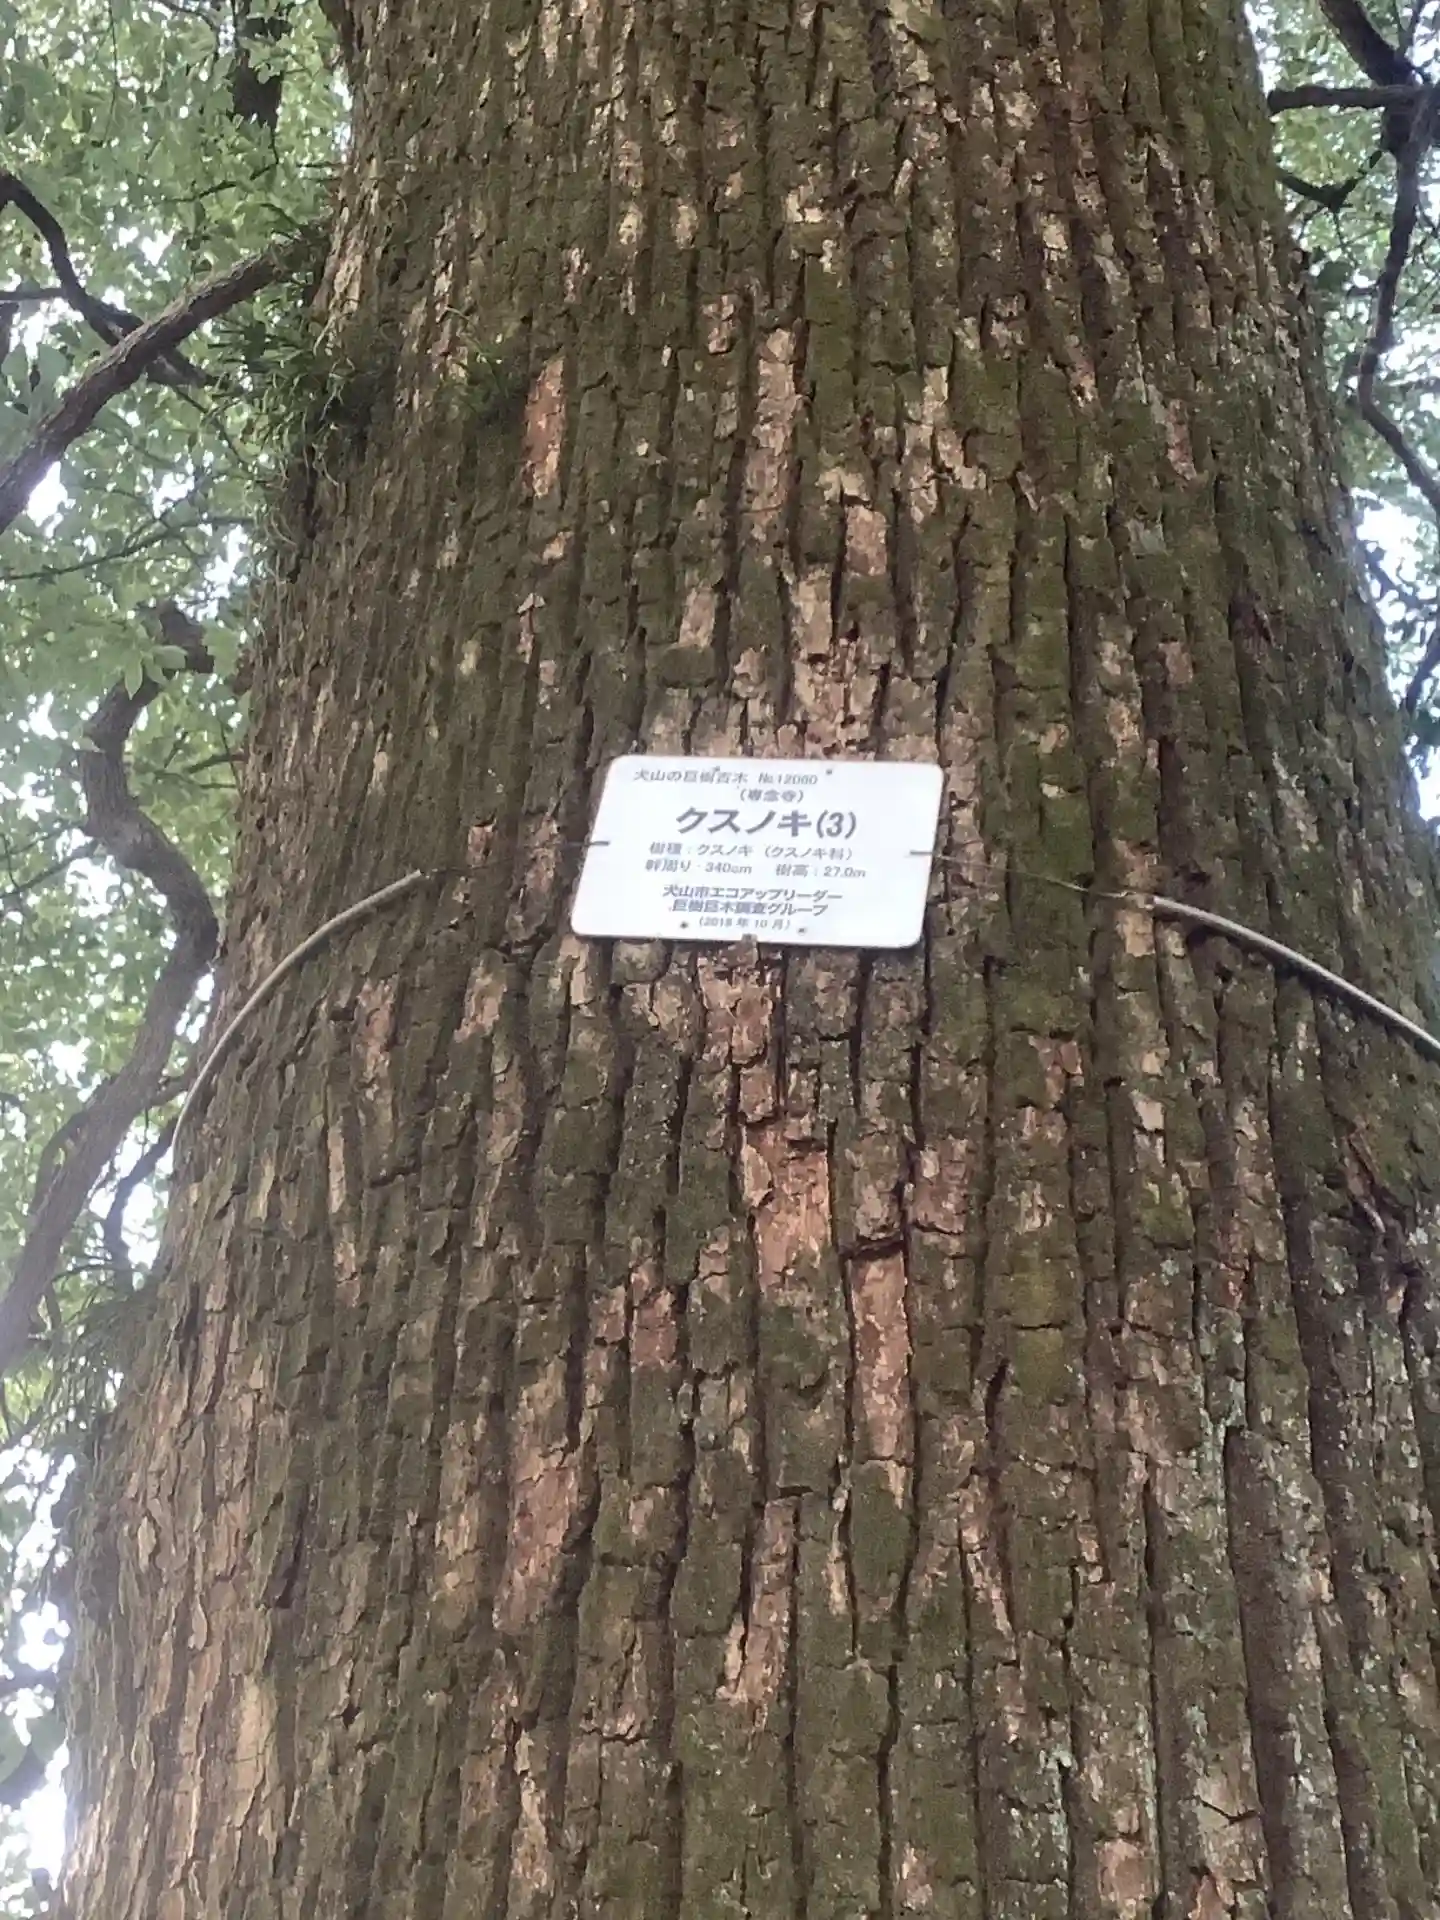 犬山の巨樹古木 №12060
(専念寺)
クスノキ(3)
樹種：クスノキ (クスノキ科)
幹周り：340cm 樹高：27.0m
犬山市エコアップリーダー
巨樹巨木調査グループ
(2018年10月)